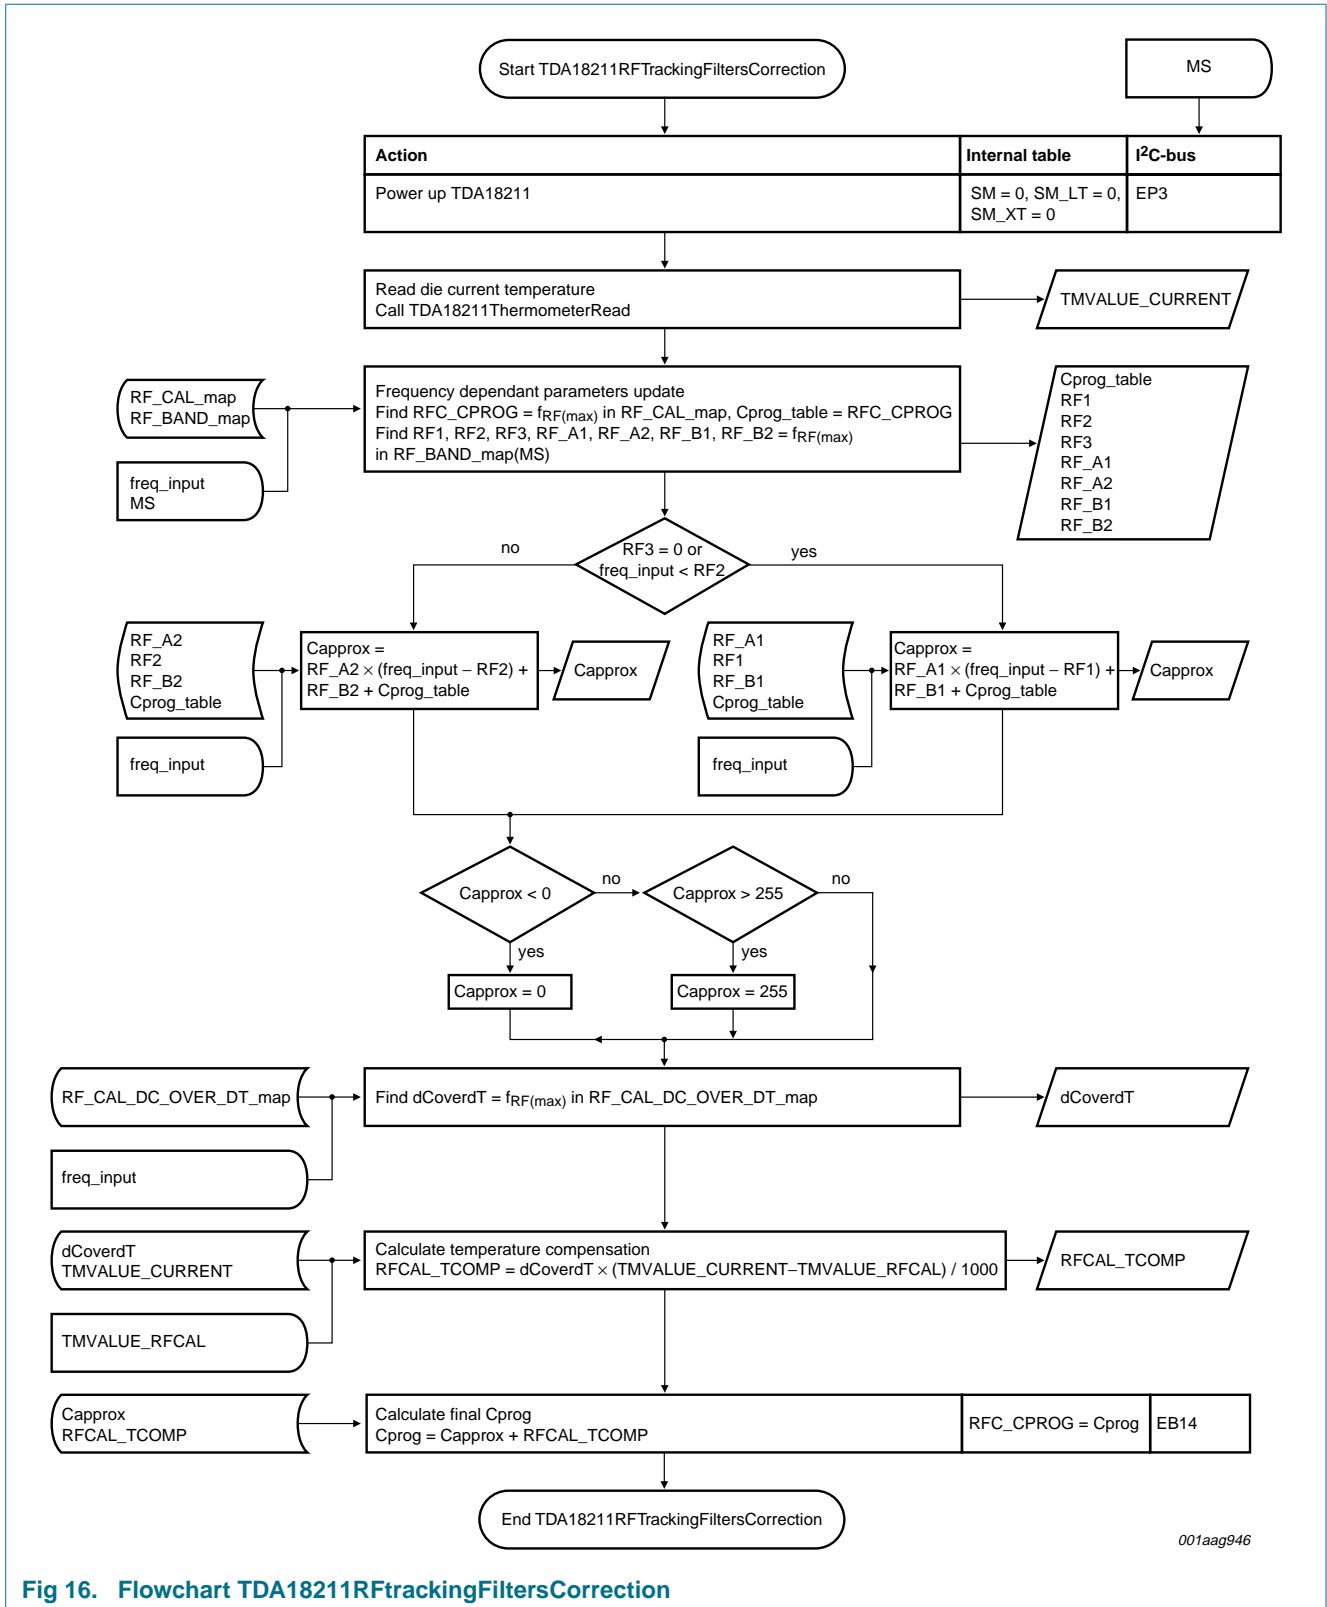 Start TDA18211RFTrackingFiltersCorrection
MS
Action
Internal table
I2C-bus
Power up TDA18211
SM = 0, SM_LT = 0,
SM_XT = 0
EP3
Read die current temperature
Call TDA18211ThermometerRead
TMVALUE_CURRENT
RF_CAL_map
RF_BAND_map
freq_input
MS
Frequency dependant parameters update
Find RFC_CPROG = fRF(max) in RF_CAL_map, Cprog_table = RFC_CPROG
Find RF1, RF2, RF3, RF_A1, RF_A2, RF_B1, RF_B2 = fRF(max)
in RF_BAND_map(MS)
Cprog_table
RF1
RF2
RF3
RF_A1
RF_A2
RF_B1
RF_B2
no
RF3 = 0 or
freq_input < RF2
yes
RF_A2
RF2
RF_B2
Cprog_table
freq_input
Capprox =
RF_A2 × (freq_input − RF2) +
RF_B2 + Cprog_table
Capprox
RF_A1
RF1
RF_B1
Cprog_table
freq_input
Capprox =
RF_A1 × (freq_input − RF1) +
RF_B1 + Cprog_table
Capprox
Capprox < 0
no
Capprox > 255
no
yes
yes
Capprox = 0
Capprox = 255
RF_CAL_DC_OVER_DT_map
freq_input
Find dCoverdT = fRF(max) in RF_CAL_DC_OVER_DT_map
dCoverdT
dCoverdT
TMVALUE_CURRENT
TMVALUE_RFCAL
Calculate temperature compensation
RFCAL_TCOMP = dCoverdT × (TMVALUE_CURRENT−TMVALUE_RFCAL) / 1000
RFCAL_TCOMP
Capprox
RFCAL_TCOMP
Calculate final Cprog
Cprog = Capprox + RFCAL_TCOMP
RFC_CPROG = Cprog
EB14
End TDA18211RFTrackingFiltersCorrection
001aag946
Fig 16. Flowchart TDA18211RFtrackingFiltersCorrection